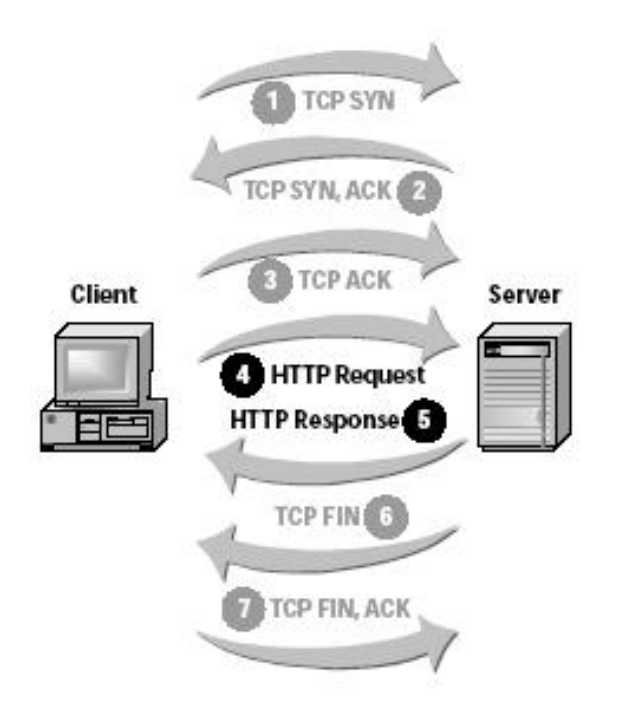 1 TCP SYN
TCP SYN, ACK 2
3 TCP ACK
Client
Server
4 HTTP Request
HTTP Response 5
TCP FIN 6
7 TCP FIN, ACK